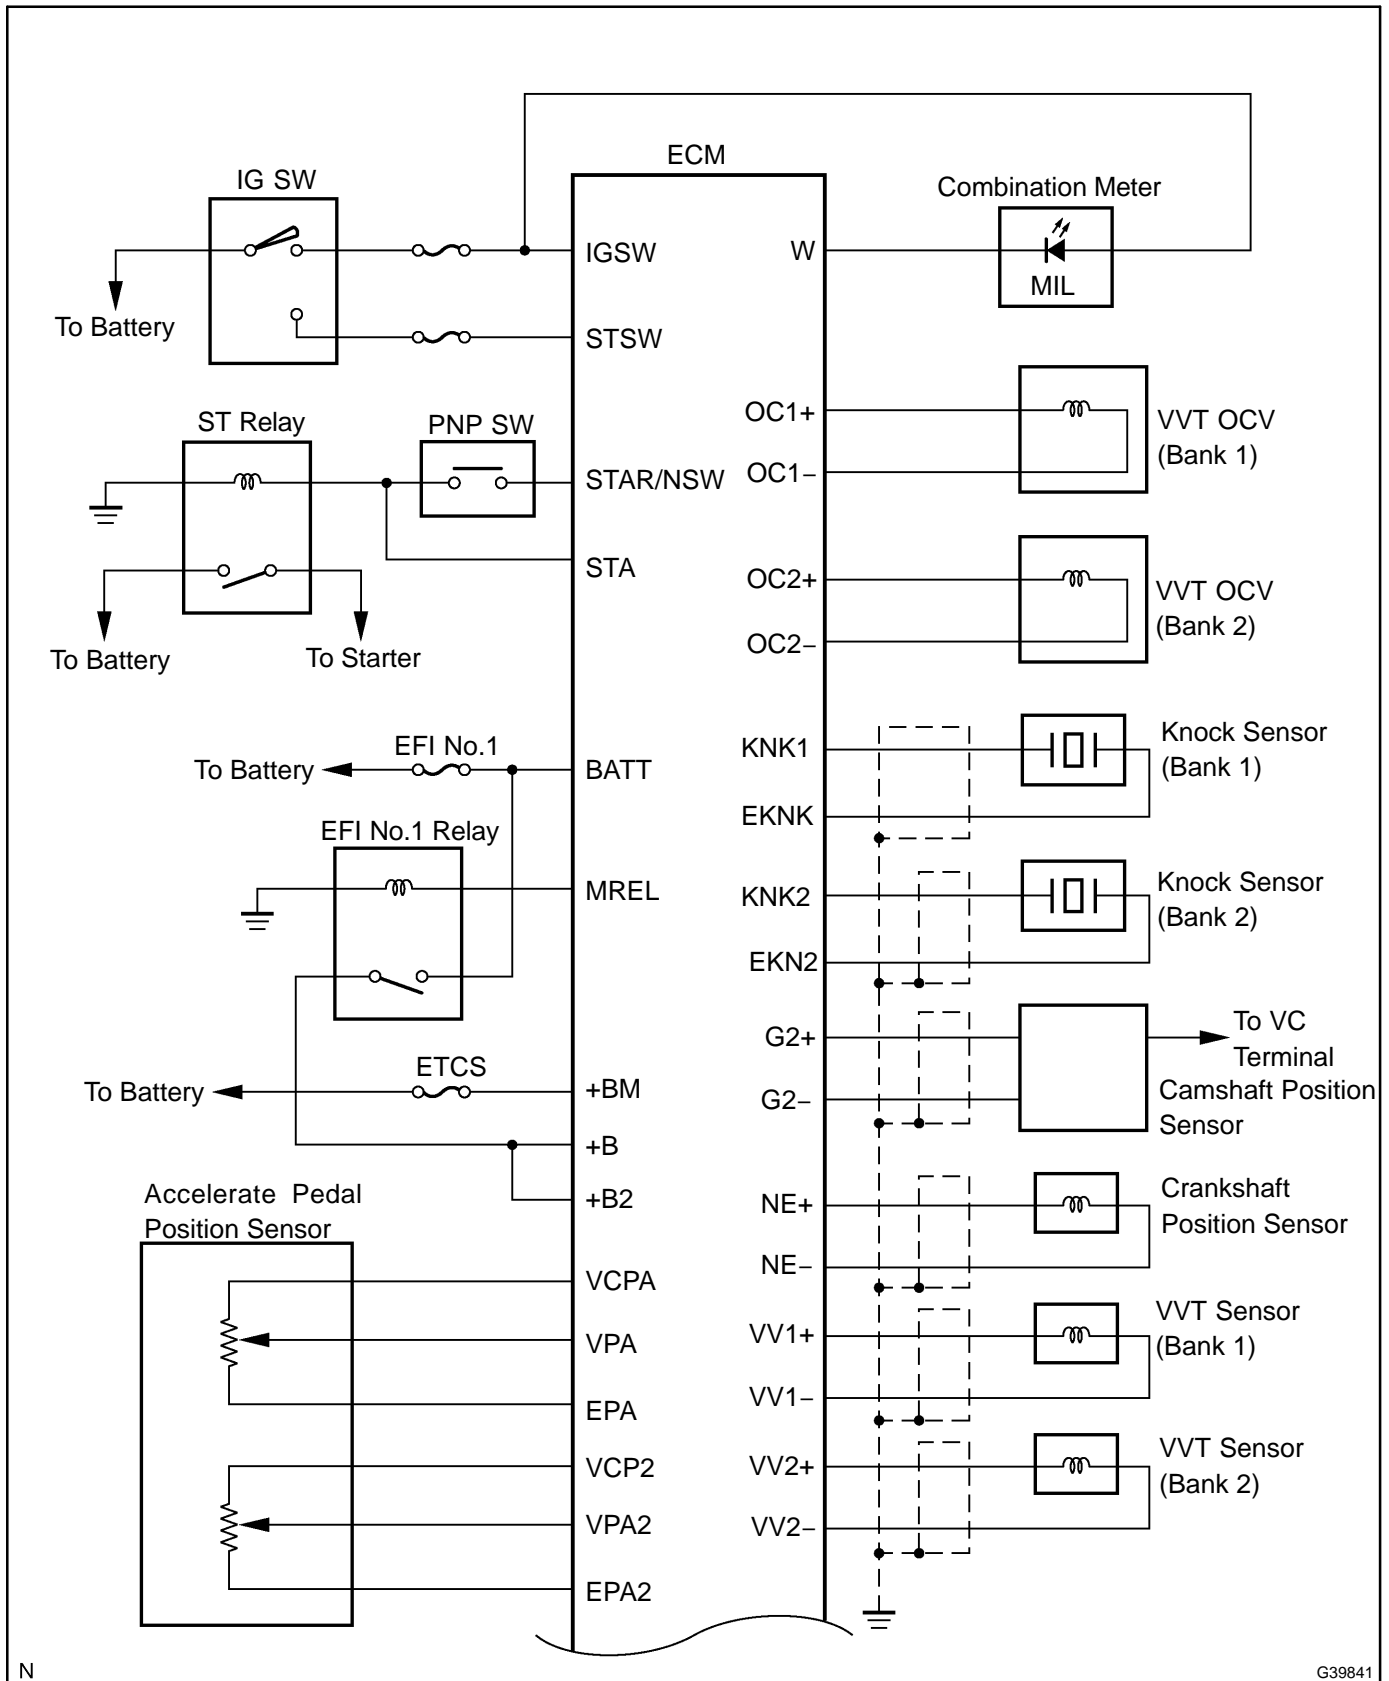 ECM
IG SW
Combination Meter
IGSW
W
MIL
To Battery
STSW
ST Relay
PNP SW
OC1+
VVT OCV
(Bank 1)
OC1−
STAR/NSW
STA
OC2+
VVT OCV
(Bank 2)
OC2−
To Battery
To Starter
KNK1
Knock Sensor
(Bank 1)
EFI No.1
To Battery
BATT
EKNK
EFI No.1 Relay
MREL
KNK2
Knock Sensor
(Bank 2)
EKN2
G2+
To VC
Terminal
ETCS
To Battery
+BM
G2−
Camshaft Position
Sensor
+B
+B2
Accelerate Pedal
Position Sensor
NE+
Crankshaft
Position Sensor
NE−
VCPA
VPA
VV1+
VVT Sensor
(Bank 1)
VV1−
EPA
VCP2
VV2+
VVT Sensor
(Bank 2)
VPA2
VV2−
EPA2
N
G39841